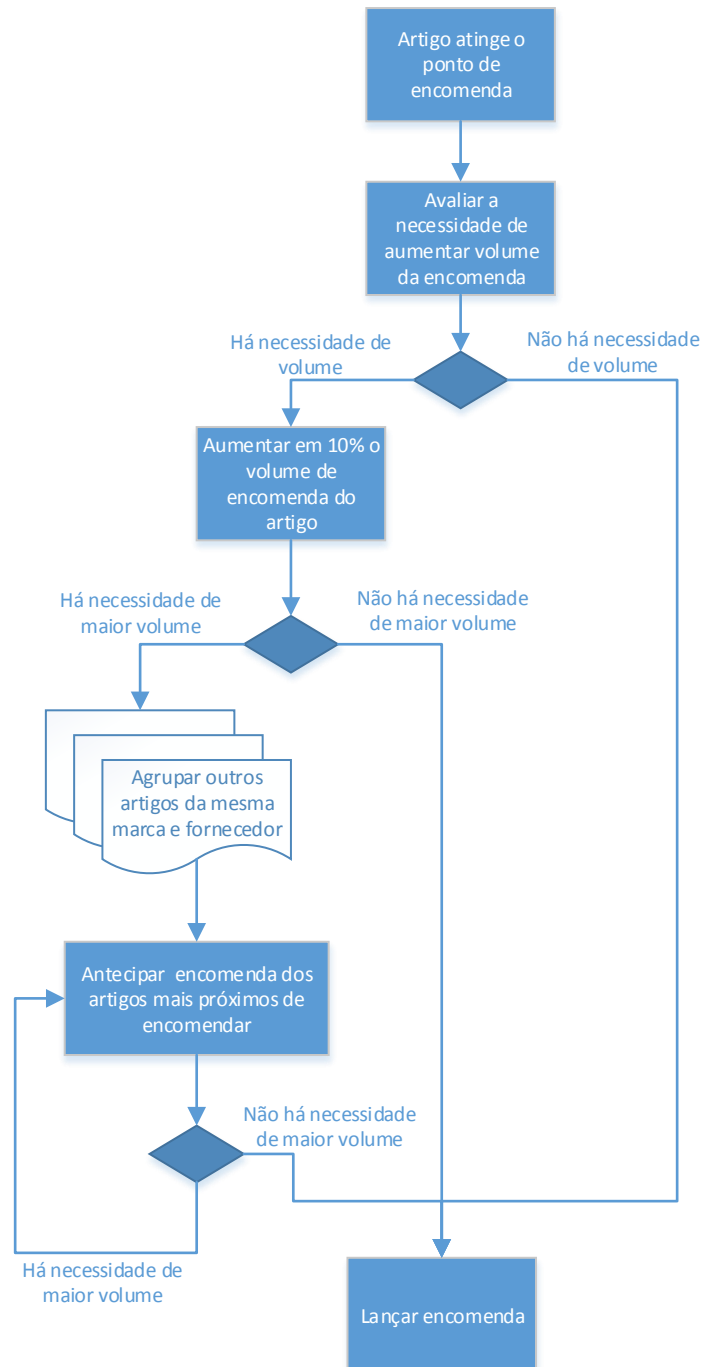 Artigo atinge o
ponto de
encomenda
Avaliar a
necessidade de
aumentar volume
da encomenda
Há necessidade de
volume
Não há necessidade
de volume
Aumentar em 10% o
volume de
encomenda do
artigo
Há necessidade de
maior volume
Não há necessidade
de maior volume
Agrupar outros
artigos da mesma
marca e fornecedor
Antecipar encomenda dos
artigos mais próximos de
encomendar
Não há necessidade
de maior volume
Há necessidade de
maior volume
Lançar encomenda